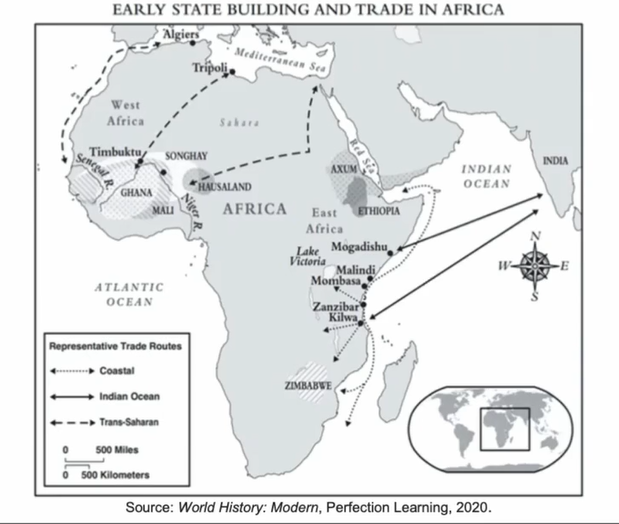 EARLY STATE BUILDING AND TRADE IN AFRICA
Algiers
Mediterranean Sea
Tripoli
West
Africa
Sahara
Red Sea
Timbuktu
SONGHAY
AXUM
INDIAN
OCEAN
INDIA
Senegal R.
HAUSALAND
GHANA
MALI
Niger R.
AFRICA
East
Africa
ETHIOPIA
Mogadishu
Lake
Victoria
Malindi
Mombasa
N
W
E
S
ATLANTIC
OCEAN
Zanzibar
Kilwa
Representative Trade Routes
Coastal
Indian Ocean
Trans-Saharan
0 500 Miles
0 500 Kilometers
ZIMBABWE
Source: World History: Modern, Perfection Learning, 2020.